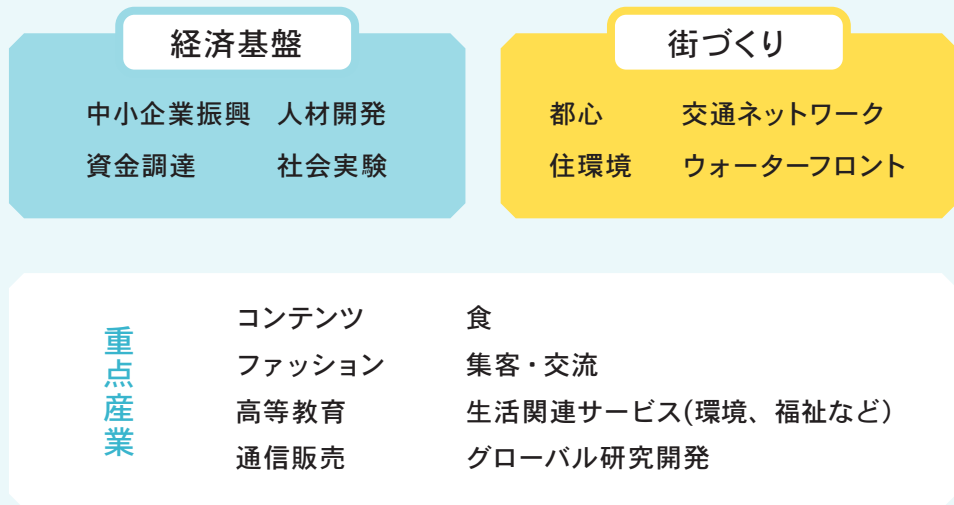 経済基盤
中小企業振興 人材開発
資金調達 社会実験
街づくり
都心 交通ネットワーク
住環境 ウォーターフロント
重点産業
コンテンツ 食
ファッション 集客・交流
高等教育 生活関連サービス(環境、福祉など)
通信販売 グローバル研究開発